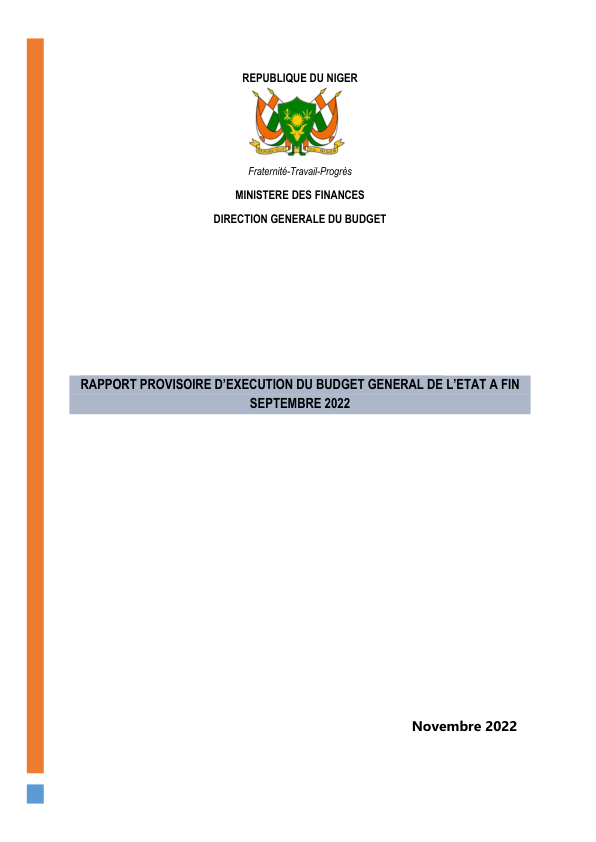 REPUBLIQUE DU NIGER
Fraternité-Travail-Progrès
MINISTERE DES FINANCES
DIRECTION GENERALE DU BUDGET
RAPPORT PROVISOIRE D'EXECUTION DU BUDGET GENERAL DE L'ETAT A FIN
SEPTEMBRE 2022
Novembre 2022